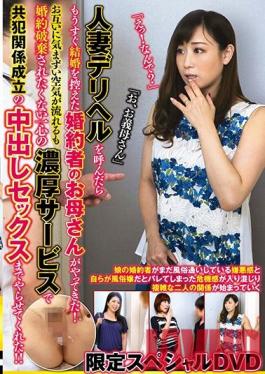 人妻デリヘルを呼んだら
もうすぐ結婚を控えた婚約者のお母さんがやってきた!
お互いに気まずい空気が流れるも
婚約破棄されたくない一心の濃厚サービスで
共犯関係成立の中出しセックスまでやらせてくれた!!
「えっ!なんで?」
「お、お義母さん」
娘の婚約者がまだ風俗通いしている嫌悪感と
自らが風俗嬢だとバレてしまった危機感が入り混じり
複雑な二人の関係が始まっていく
限定スペシャルDVD